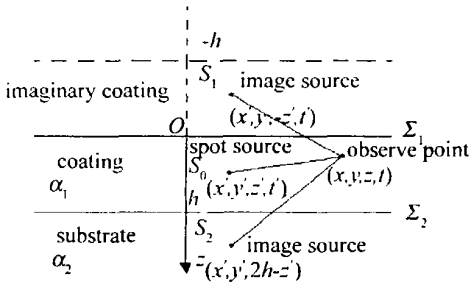 -h
S₁ image source
imaginary coating
(x',y',-z',t')
O
Σ₁
spot source
observe point
coating
S₀
(x,y,z,t)
α₁
(x',y',z',t')
h
Σ₂
S₂
substrate
image source
α₂
z
(x',y',2h-z')